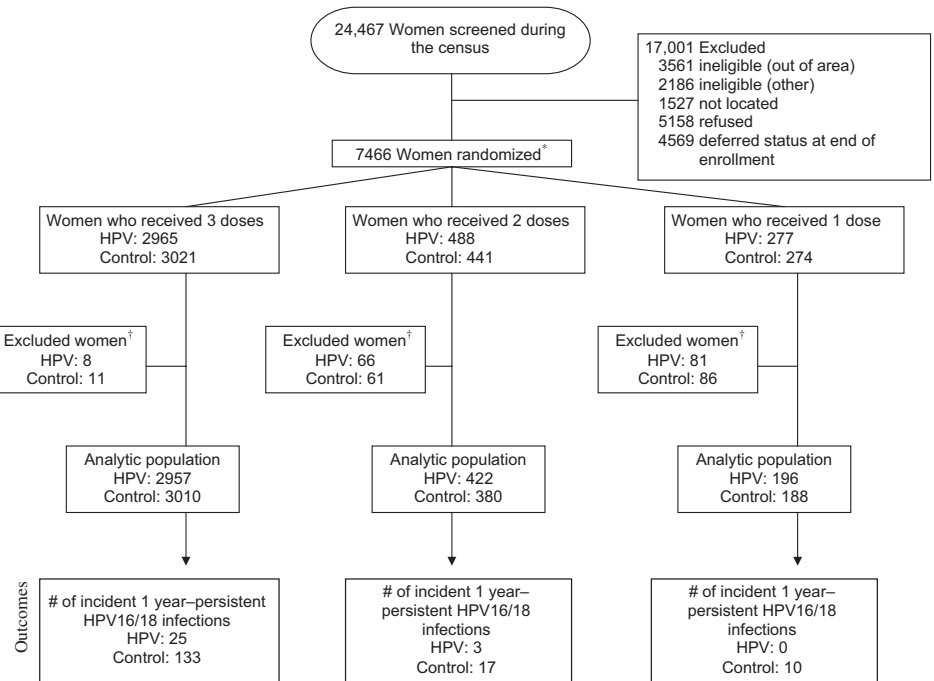 24,467 Women screened during
the census
17,001 Excluded
3561 ineligible (out of area)
2186 ineligible (other)
1527 not located
5158 refused
4569 deferred status at end of
enrollment
7466 Women randomized*
Women who received 3 doses
HPV: 2965
Control: 3021
Women who received 2 doses
HPV: 488
Control: 441
Women who received 1 dose
HPV: 277
Control: 274
Excluded women†
HPV: 8
Control: 11
Excluded women†
HPV: 66
Control: 61
Excluded women†
HPV: 81
Control: 86
Analytic population
HPV: 2957
Control: 3010
Analytic population
HPV: 422
Control: 380
Analytic population
HPV: 196
Control: 188
Outcomes
# of incident 1 year–persistent
HPV16/18 infections
HPV: 25
Control: 133
# of incident 1 year–
persistent HPV16/18
infections
HPV: 3
Control: 17
# of incident 1 year–
persistent HPV16/18
infections
HPV: 0
Control: 10